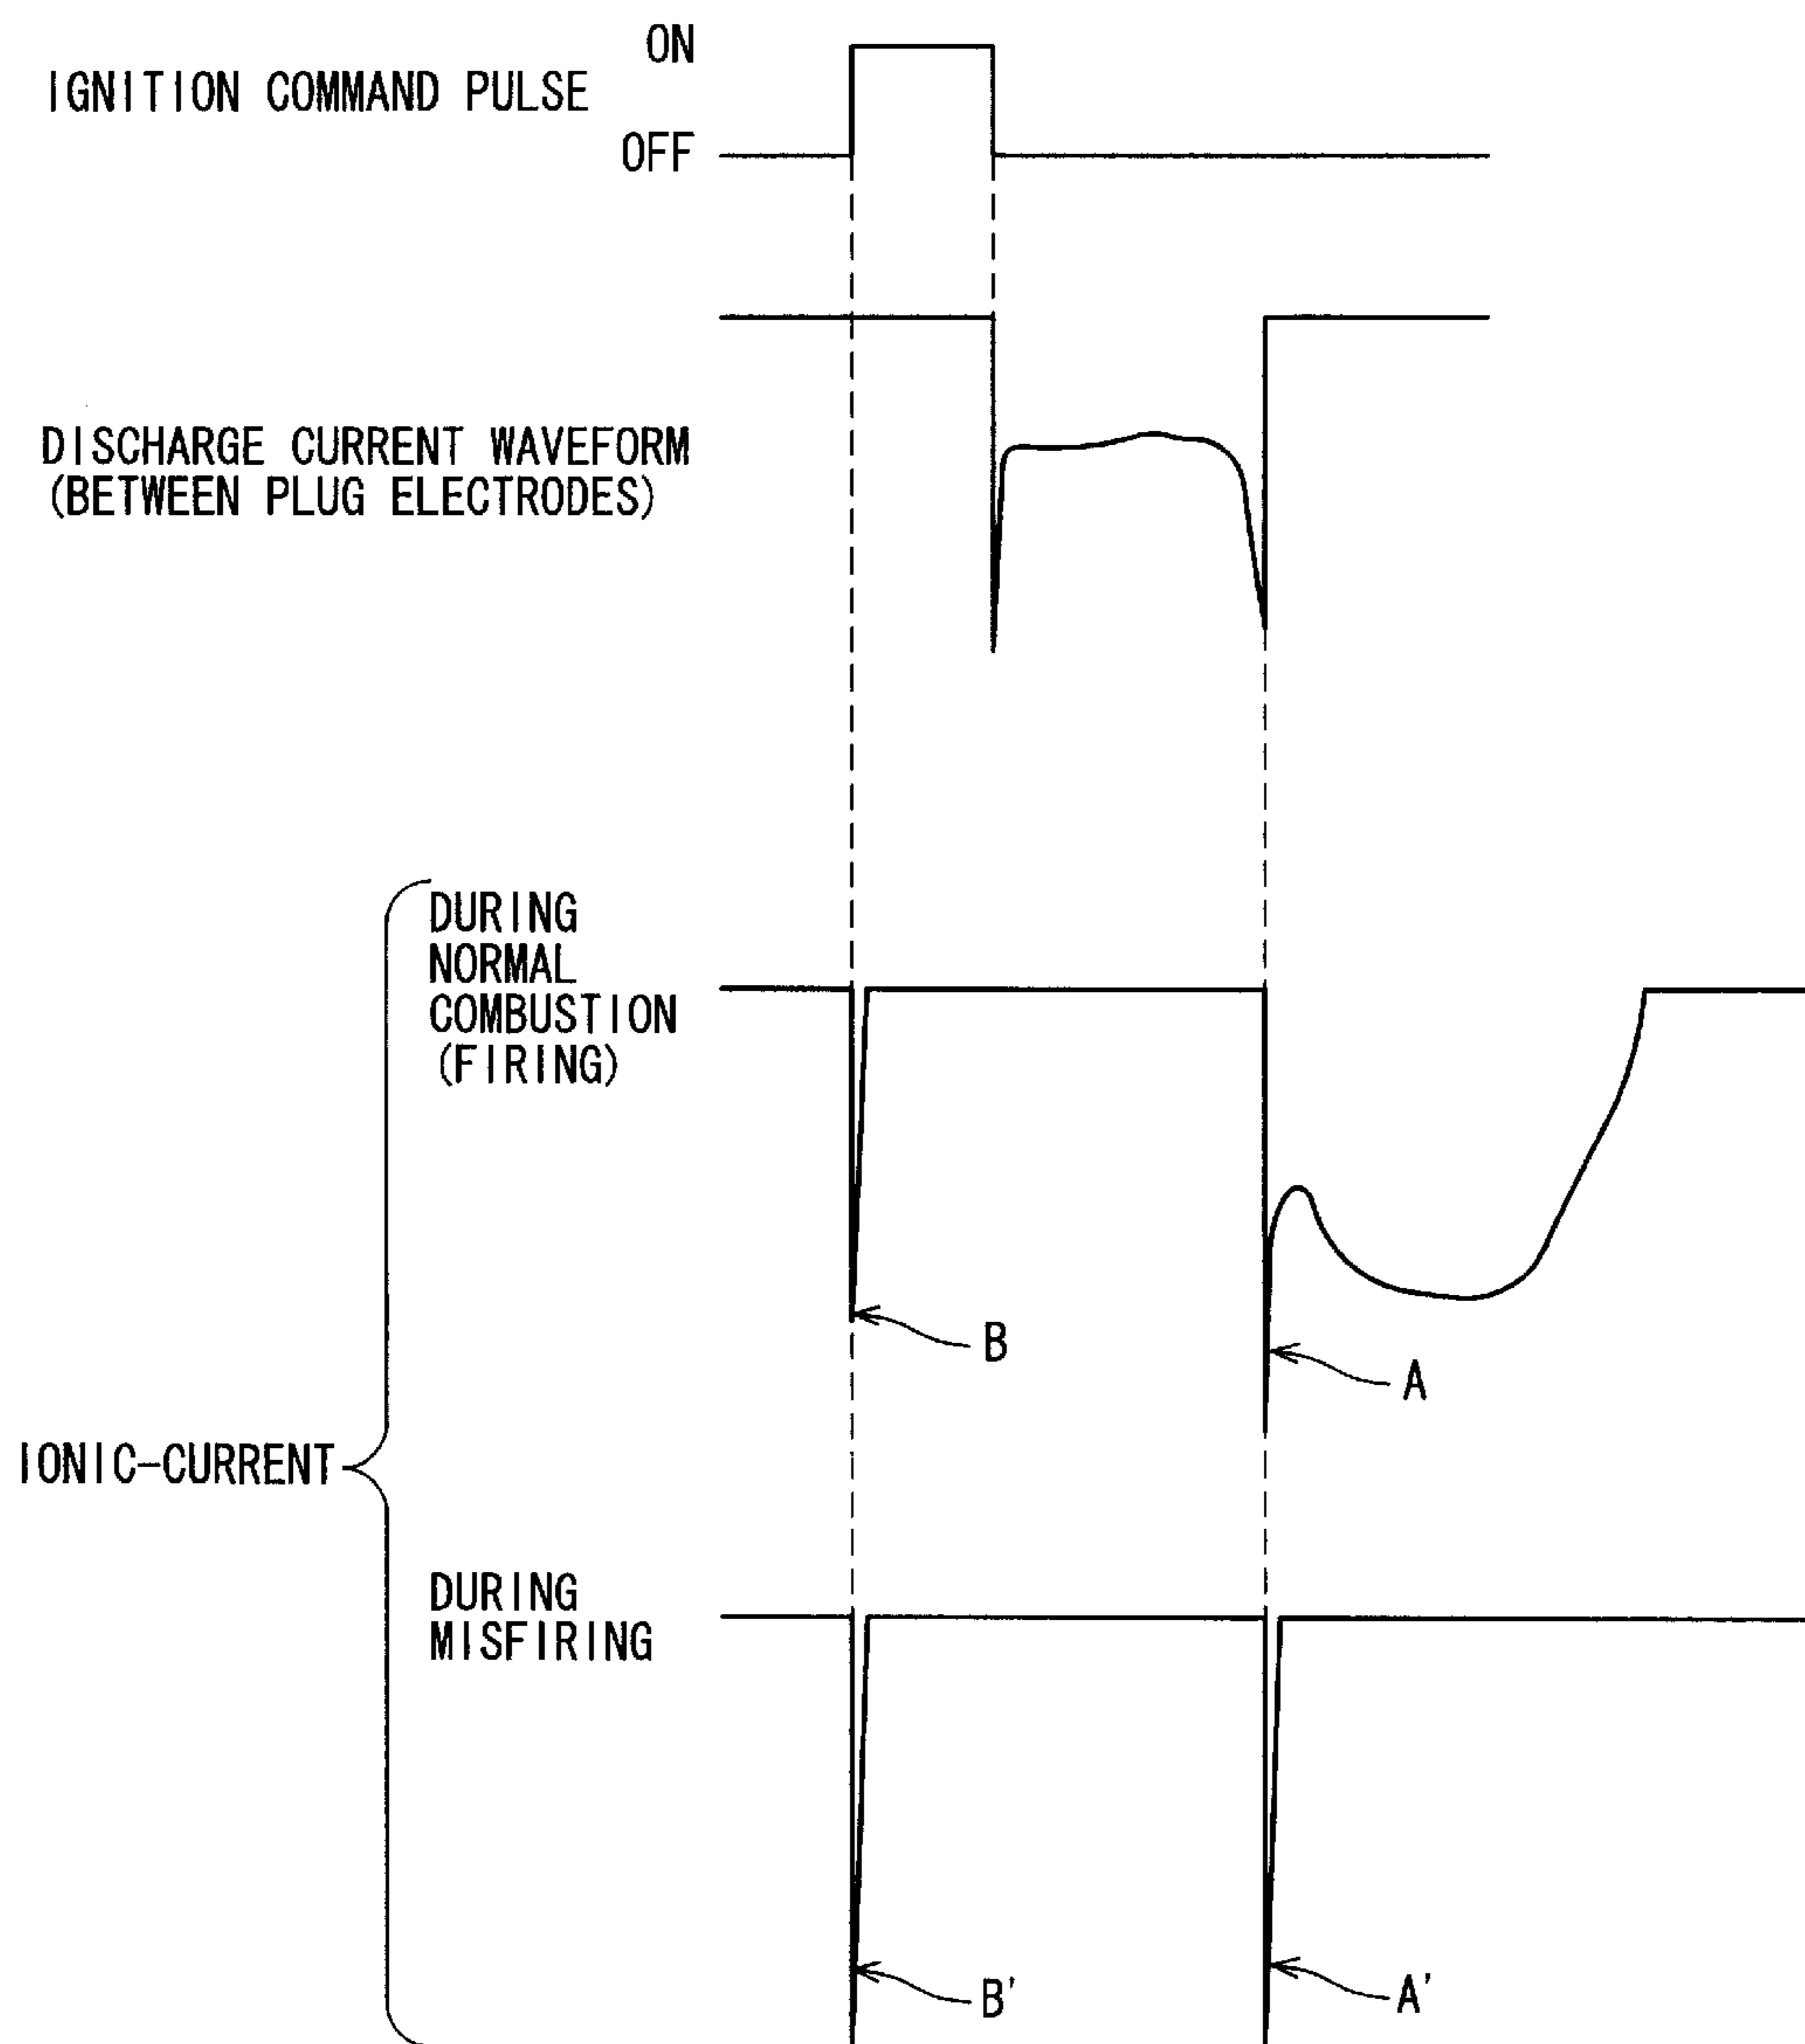 ON
IGNITION COMMAND PULSE
OFF
DISCHARGE CURRENT WAVEFORM
(BETWEEN PLUG ELECTRODES)
DURING
NORMAL
COMBUSTION
(FIRING)
B
A
IONIC-CURRENT
DURING
MISFIRING
B'
A'